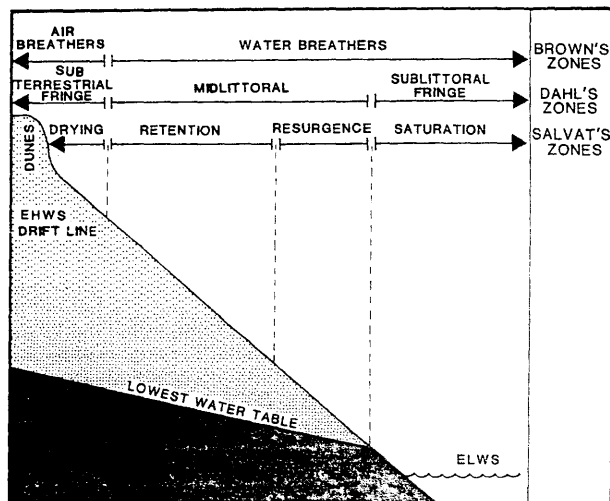 AIR
BREATHERS
WATER BREATHERS
BROWN'S
ZONES
SUB
TERRESTRIAL
FRINGE
MIDLITTORAL
SUBLITTORAL
FRINGE
DAHL'S
ZONES
DRYING
RETENTION
RESURGENCE
SATURATION
SALVAT'S
ZONES
DUNES
EHWS
DRIFT LINE
LOWEST WATER TABLE
ELWS